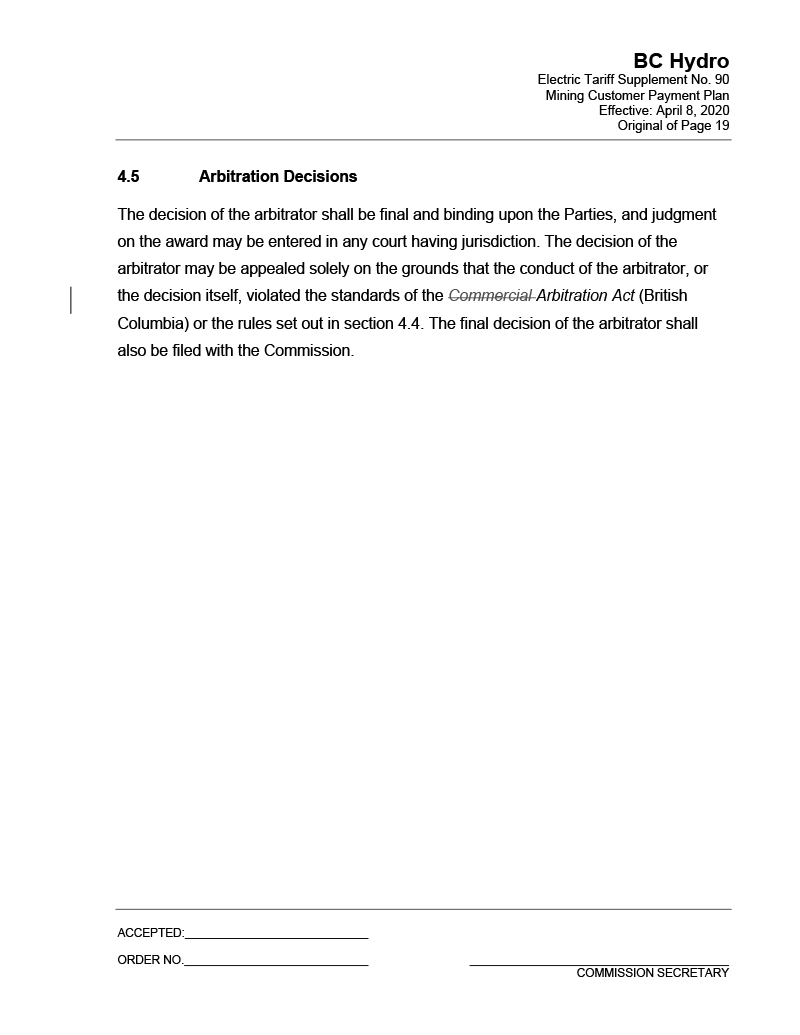 BC Hydro
Electric Tariff Supplement No. 90
Mining Customer Payment Plan
Effective: April 8, 2020
Original of Page 19
4.5 Arbitration Decisions
The decision of the arbitrator shall be final and binding upon the Parties, and judgment
on the award may be entered in any court having jurisdiction. The decision of the
arbitrator may be appealed solely on the grounds that the conduct of the arbitrator, or
the decision itself, violated the standards of the Commercial Arbitration Act (British
Columbia) or the rules set out in section 4.4. The final decision of the arbitrator shall
also be filed with the Commission.
ACCEPTED:
ORDER NO.
COMMISSION SECRETARY